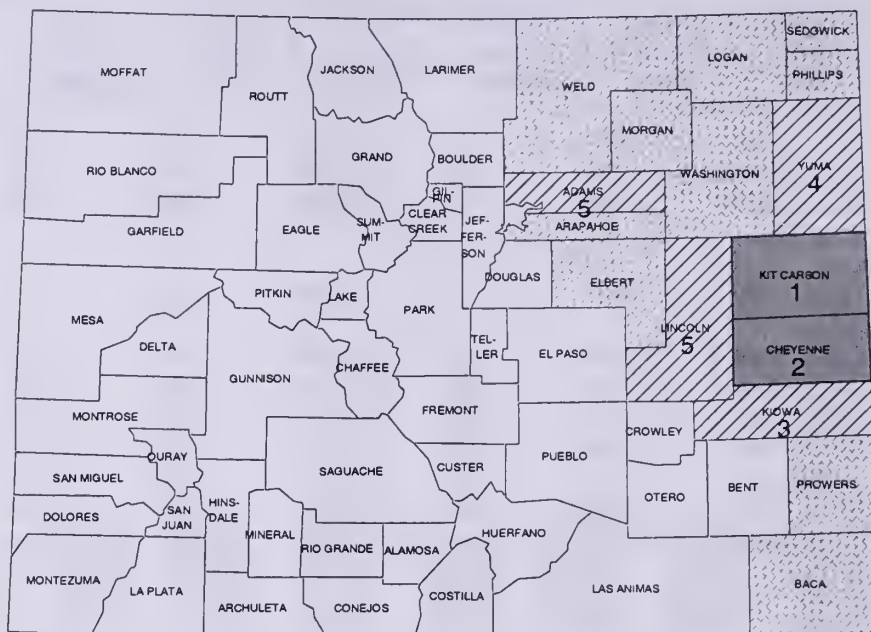 SEDGWICK
MOFFAT
ROUTT
JACKSON
LARIMER
WELD
LOGAN
PHILLIPS
MORGAN
RIO BLANCO
GRAND
BOULDER
WASHINGTON
YUMA
4
GIL-
PIN
ADAMS
5
GARFIELD
EAGLE
SUM-
MIT
CLEAR
CREEK
JEF-
FER-
SON
ARAPAHOE
DOUGLAS
ELBERT
KIT CARSON
1
MESA
PITKIN
LAKE
PARK
LINCOLN
5
DELTA
GUNNISON
CHAFFEE
TEL-
LER
EL PASO
CHEYENNE
2
MONTROSE
FREMONT
KIOWA
3
OURAY
CROWLEY
SAN MIGUEL
SAGUACHE
CUSTER
PUEBLO
BENT
PROWERS
DOLORES
SAN
JUAN
HINS-
DALE
OTERO
MINERAL
RIO GRANDE
ALAMOSA
HUERFANO
MONTEZUMA
LA PLATA
ARCHULETA
CONEJOS
COSTILLA
LAS ANIMAS
BACA